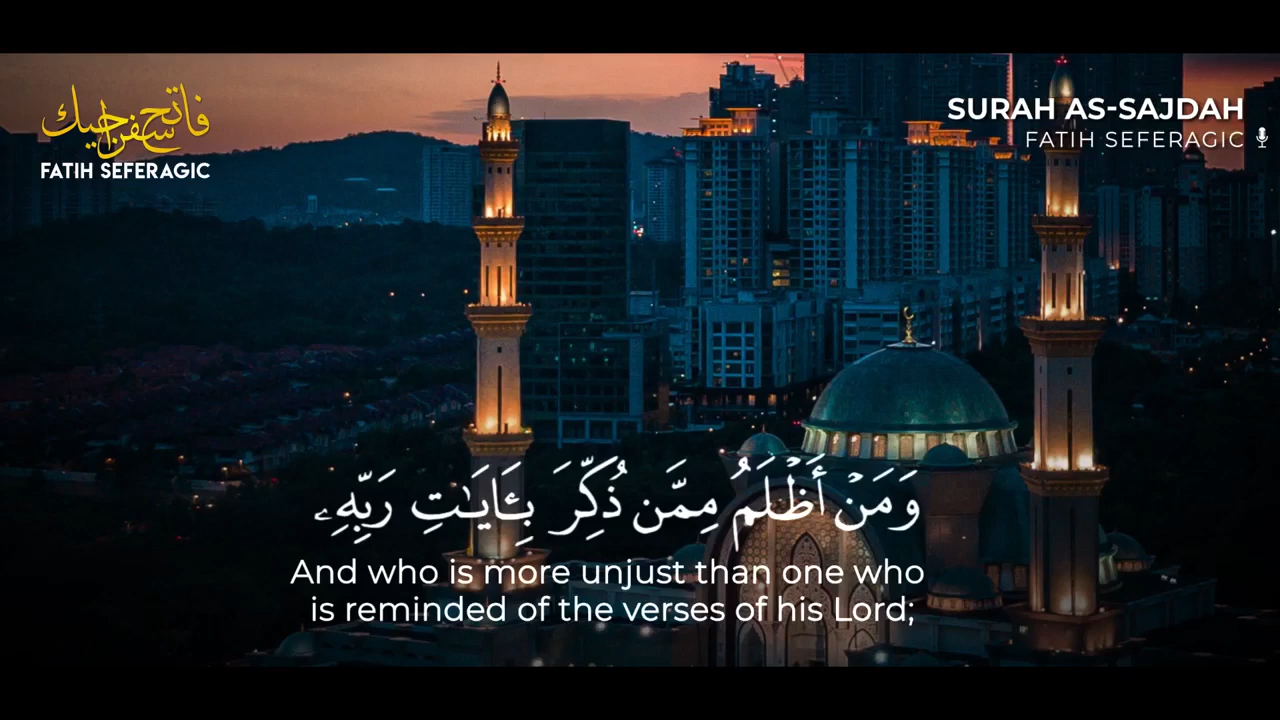 فاتح سفراجيك
FATIH SEFERAGIC
SURAH AS-SAJDAH
FATIH SEFERAGIC
وَمَنْ أَظْلَمُ مِمَّن ذُكِّرَ بِـَٔايَـٰتِ رَبِّهِۦ
And who is more unjust than one who
is reminded of the verses of his Lord;